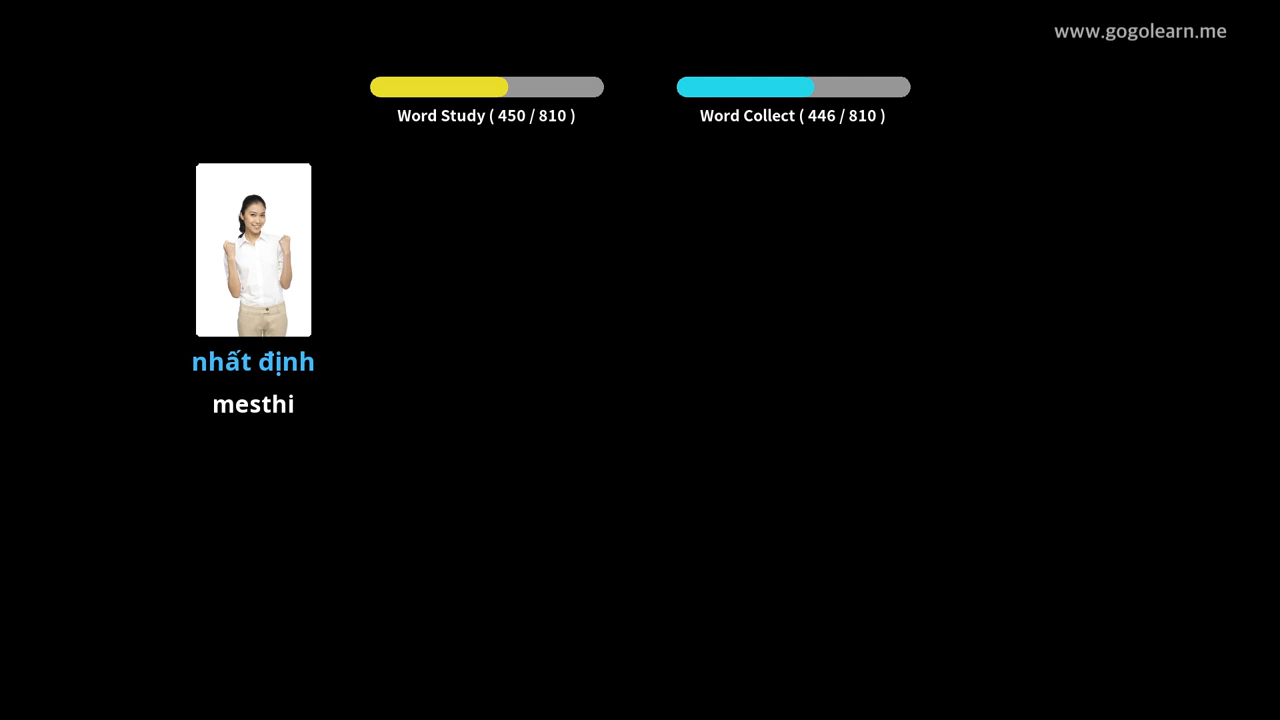 www.gogolearn.me
Word Study ( 450 / 810 )
Word Collect ( 446 / 810 )
nhất định
mesthi